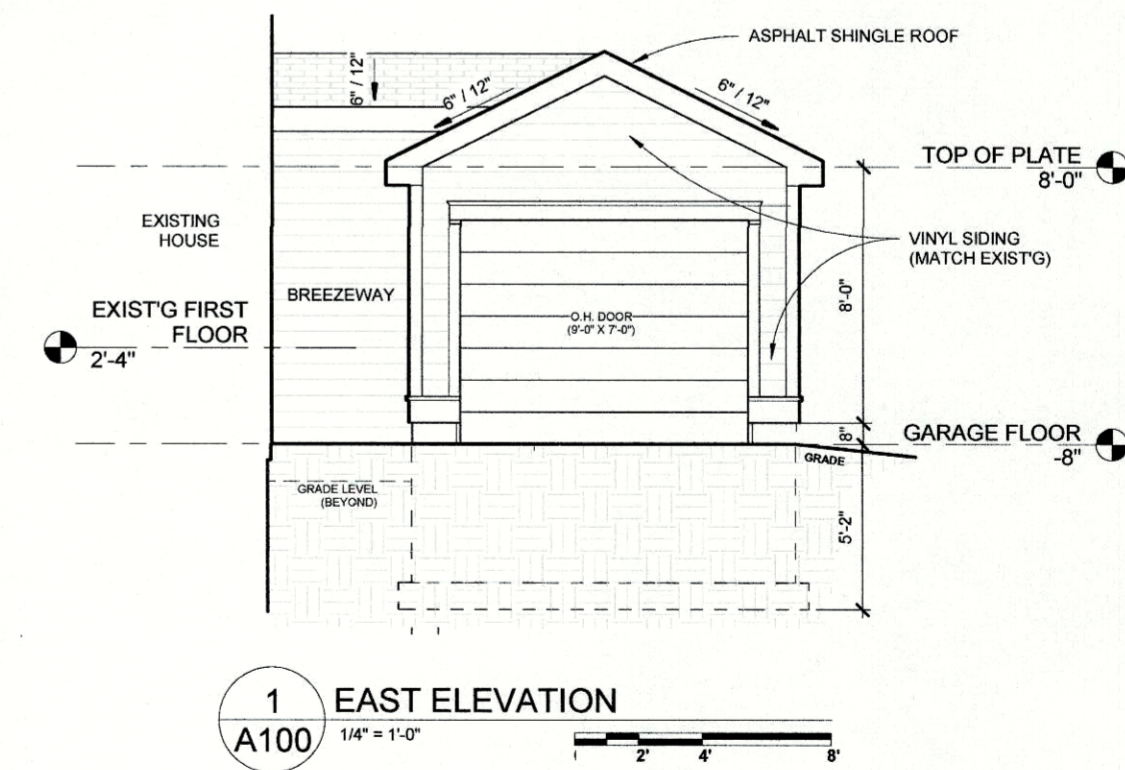 ASPHALT SHINGLE ROOF
6" / 12"
6" / 12"
6" / 12"
TOP OF PLATE
8'-0"
EXISTING
HOUSE
VINYL SIDING
(MATCH EXIST'G)
BREEZEWAY
8'-0"
EXIST'G FIRST
FLOOR
2'-4"
O.H. DOOR
(9'-0" X 7'-0")
8"
GARAGE FLOOR
-8"
GRADE
GRADE LEVEL
(BEYOND)
5'-2"
1
A100
EAST ELEVATION
1/4" = 1'-0"
2'
4'
8'